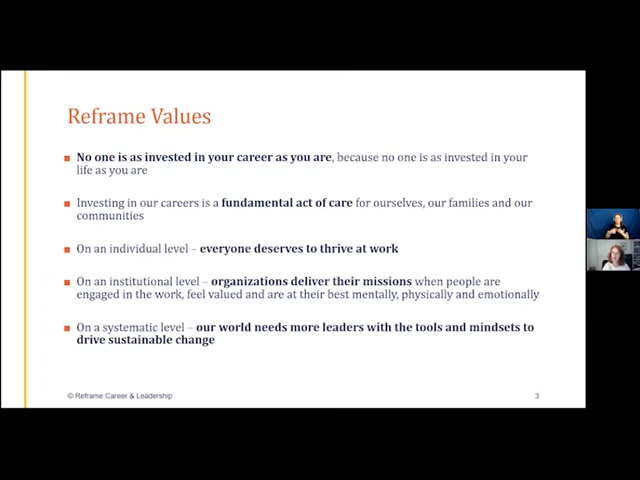 Reframe Values
No one is as invested in your career as you are, because no one is as invested in your
life as you are
Investing in our careers is a fundamental act of care for ourselves, our families and our
communities
On an individual level – everyone deserves to thrive at work
On an institutional level – organizations deliver their missions when people are
engaged in the work, feel valued and are at their best mentally, physically and emotionally
On a systematic level – our world needs more leaders with the tools and mindsets to
drive sustainable change
© Reframe Career & Leadership
3